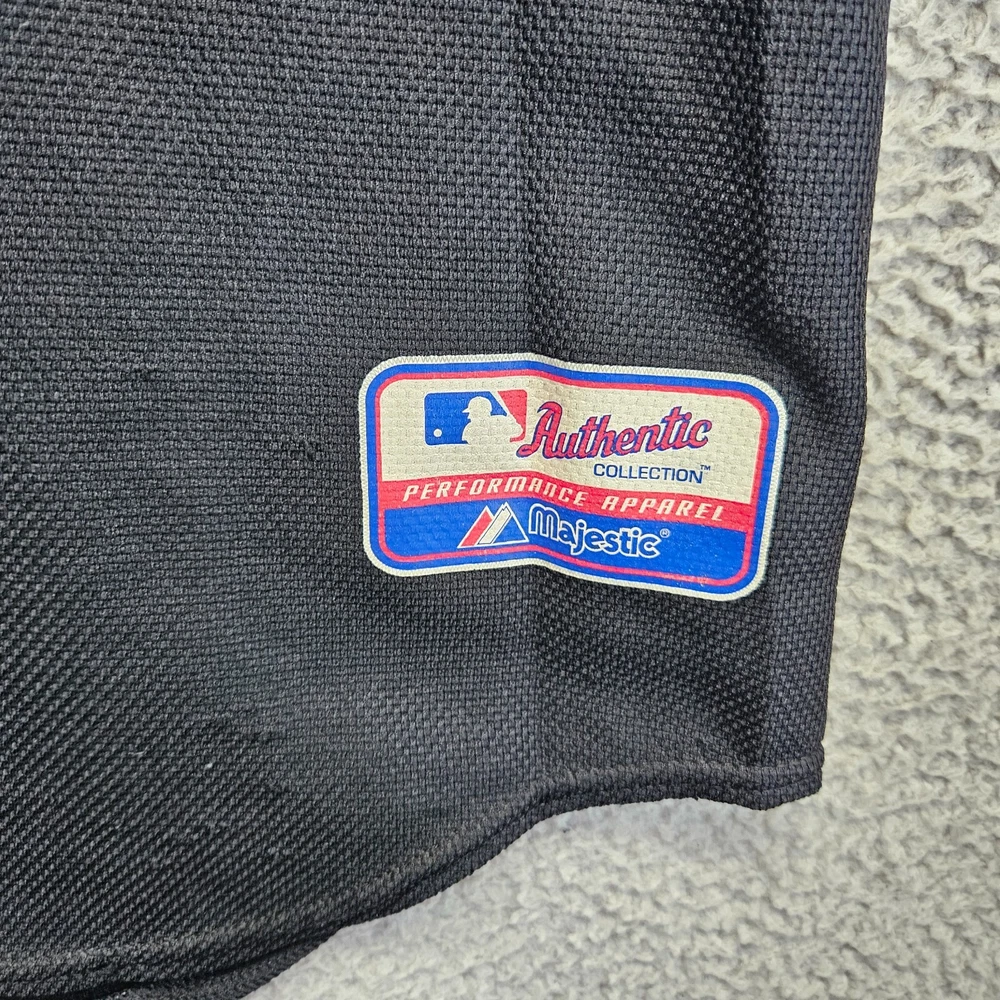 Authentic
COLLECTION™
PERFORMANCE APPAREL
Majestic®